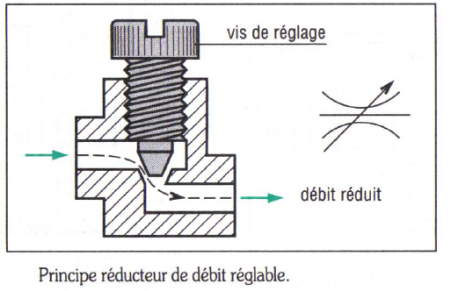 vis de réglage
débit réduit
Principe réducteur de débit réglable.